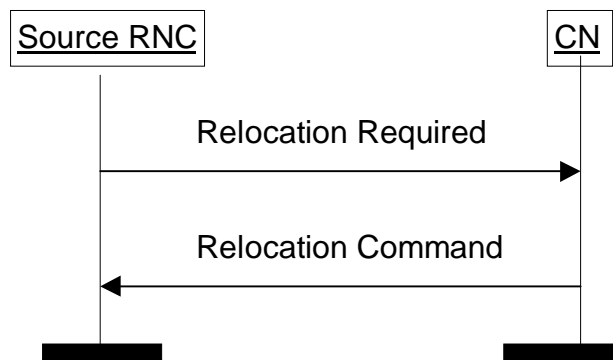 Source RNC
CN
Relocation Required
Relocation Command